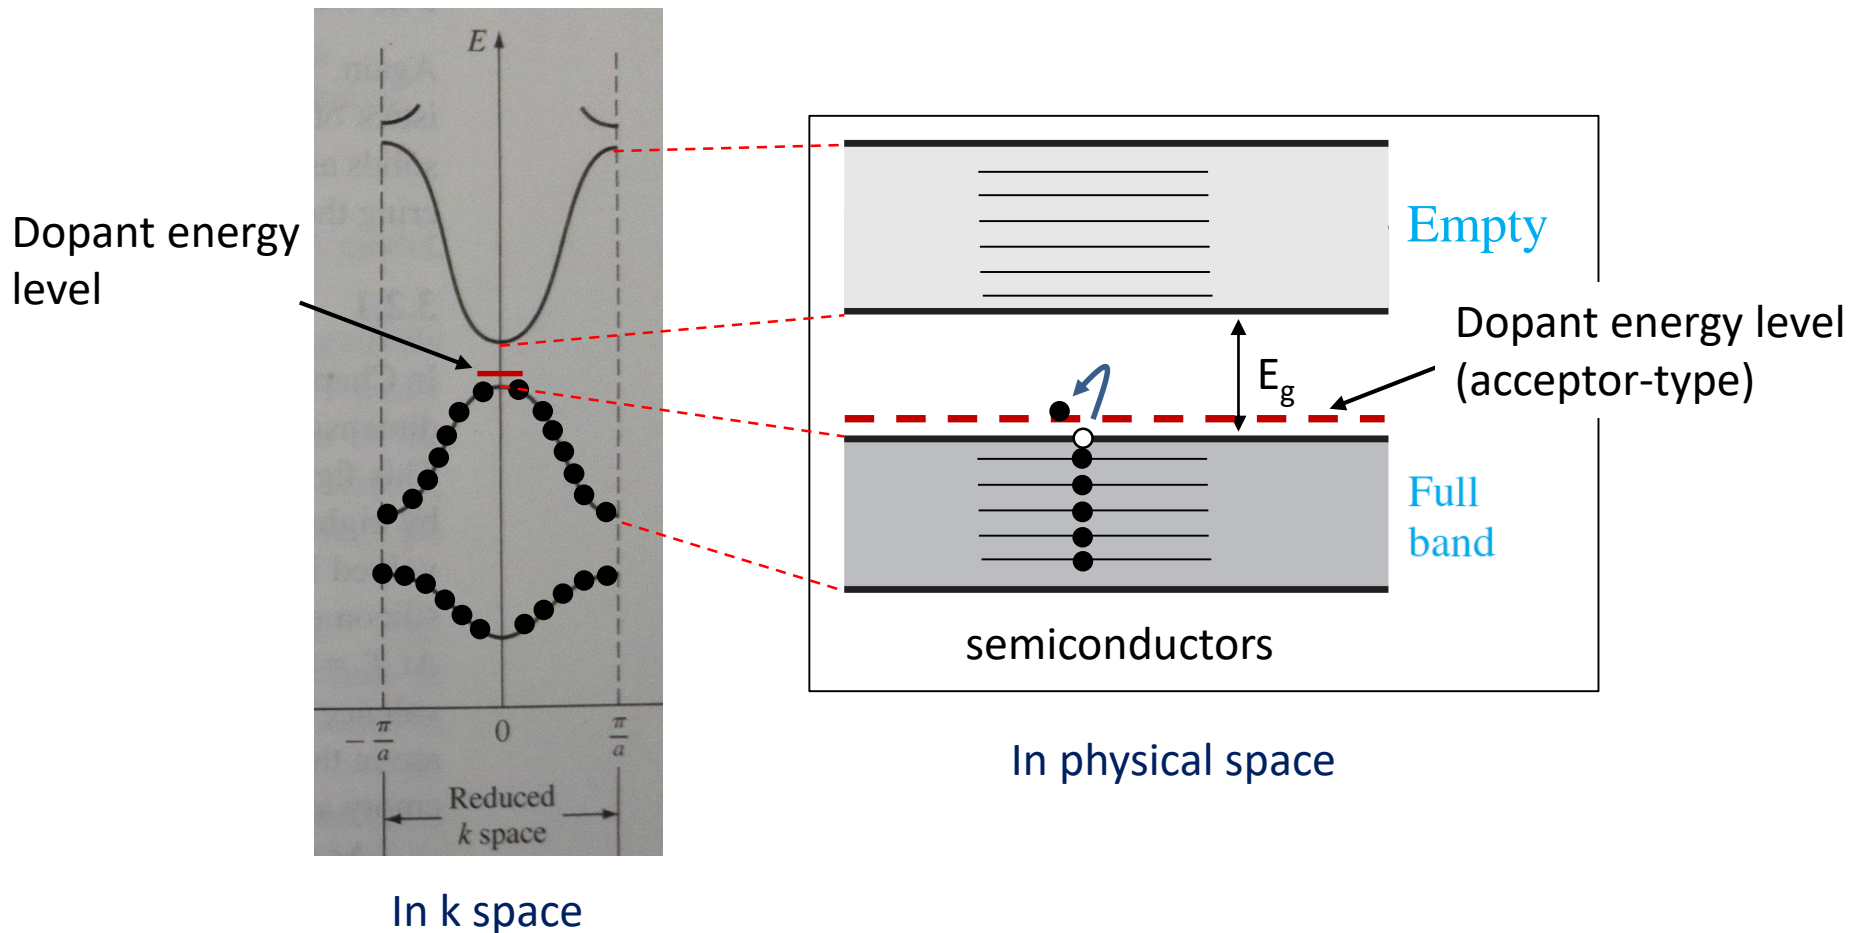 E
Dopant energy
level
Empty
Dopant energy level
(acceptor-type)
E_g
Full
band
semiconductors
− π/a
0
π/a
Reduced
k space
In physical space
In k space